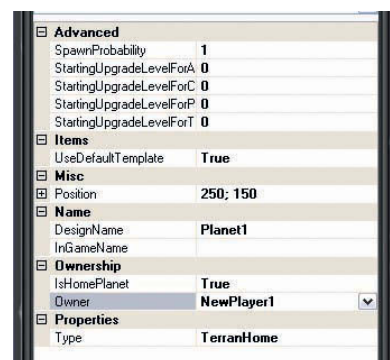 Advanced
SpawnProbability 1
StartingUpgradeLevelForA 0
StartingUpgradeLevelForC 0
StartingUpgradeLevelForP 0
StartingUpgradeLevelForT 0
Items
UseDefaultTemplate True
Misc
Position 250; 150
Name
DesignName Planet1
InGameName
Ownership
IsHomePlanet True
Owner NewPlayer1
Properties
Type TerranHome